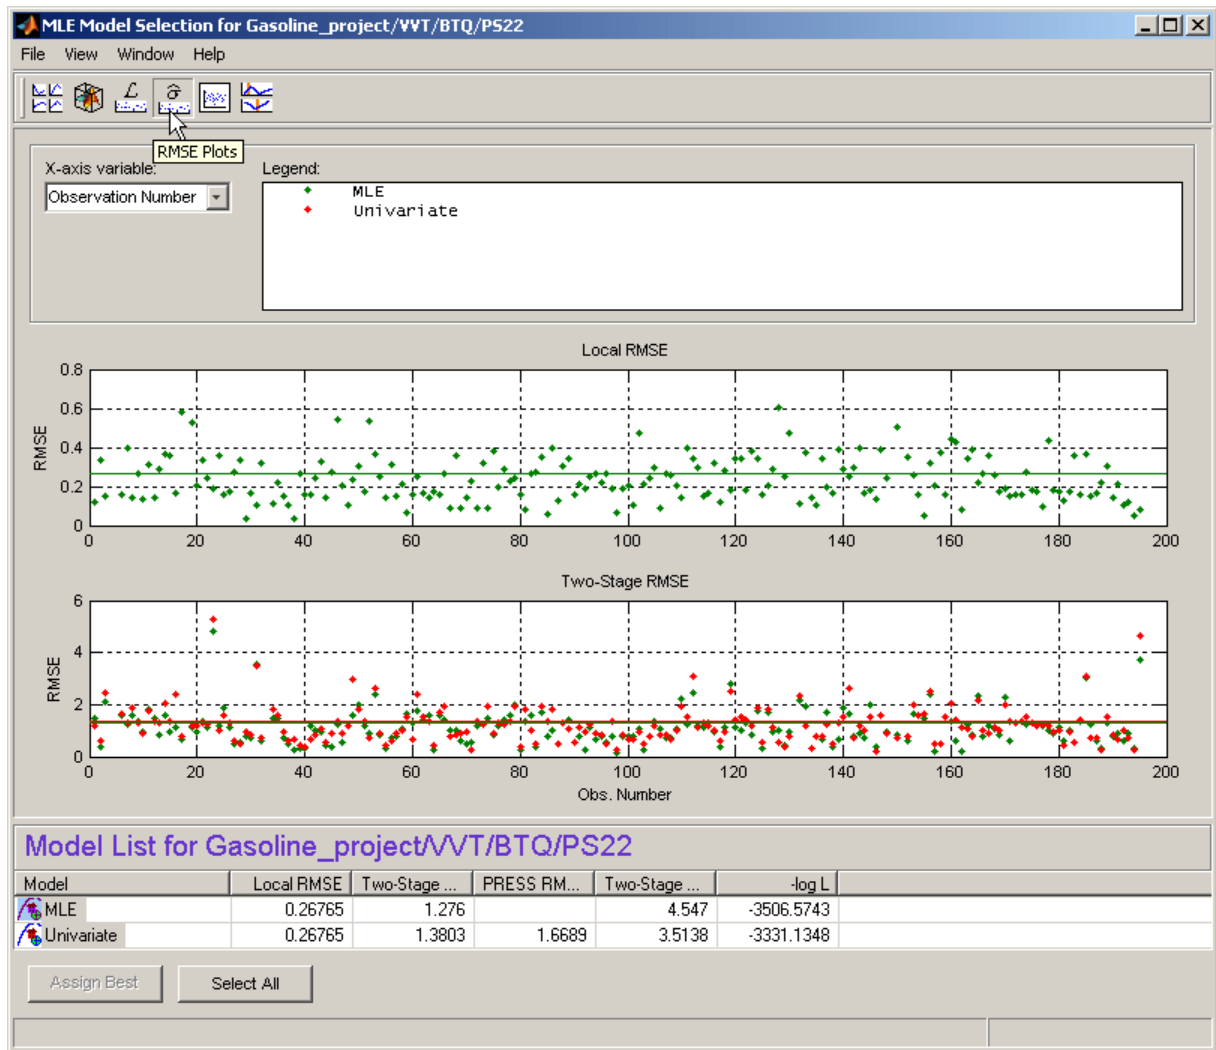 MLE Model Selection for Gasoline_project/VVT/BTQ/PS22
File View Window Help
RMSE Plots
X-axis variable:
Legend:
Observation Number
MLE
Univariate
Local RMSE
RMSE
0.8
0.6
0.4
0.2
0
0 20 40 60 80 100 120 140 160 180 200
Two-Stage RMSE
RMSE
6
4
2
0
0 20 40 60 80 100 120 140 160 180 200
Obs. Number
Model List for Gasoline_project/VVT/BTQ/PS22
Model Local RMSE Two-Stage ... PRESS RM... Two-Stage ... -log L
MLE 0.26765 1.276 4.547 -3506.5743
Univariate 0.26765 1.3803 1.6689 3.5138 -3331.1348
Assign Best Select All